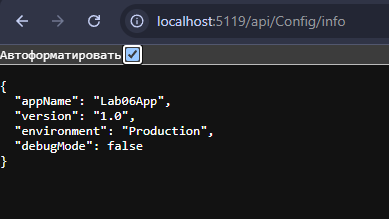 localhost:5119/api/Config/info
Автоформатировать
{
  "appName": "Lab06App",
  "version": "1.0",
  "environment": "Production",
  "debugMode": false
}